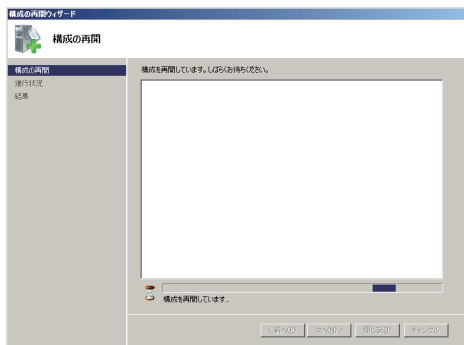 構成の再開ウィザード
構成の再開
構成の再開
進行状況
結果
構成を再開しています。しばらくお待ちください。
構成を再開しています...
< 前へ(P)
次へ(N) >
閉じる(O)
キャンセル